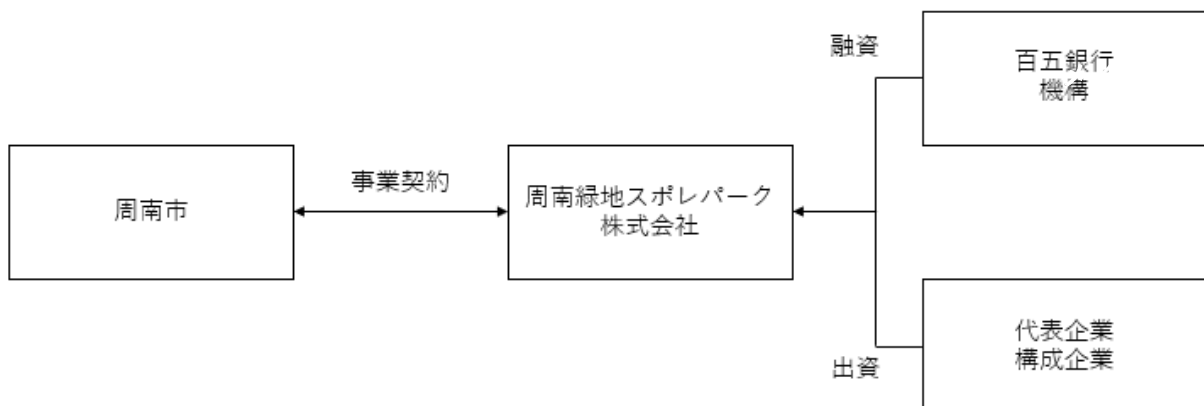 融資
百五銀行
機構
周南市
事業契約
周南緑地スポレパーク
株式会社
代表企業
構成企業
出資